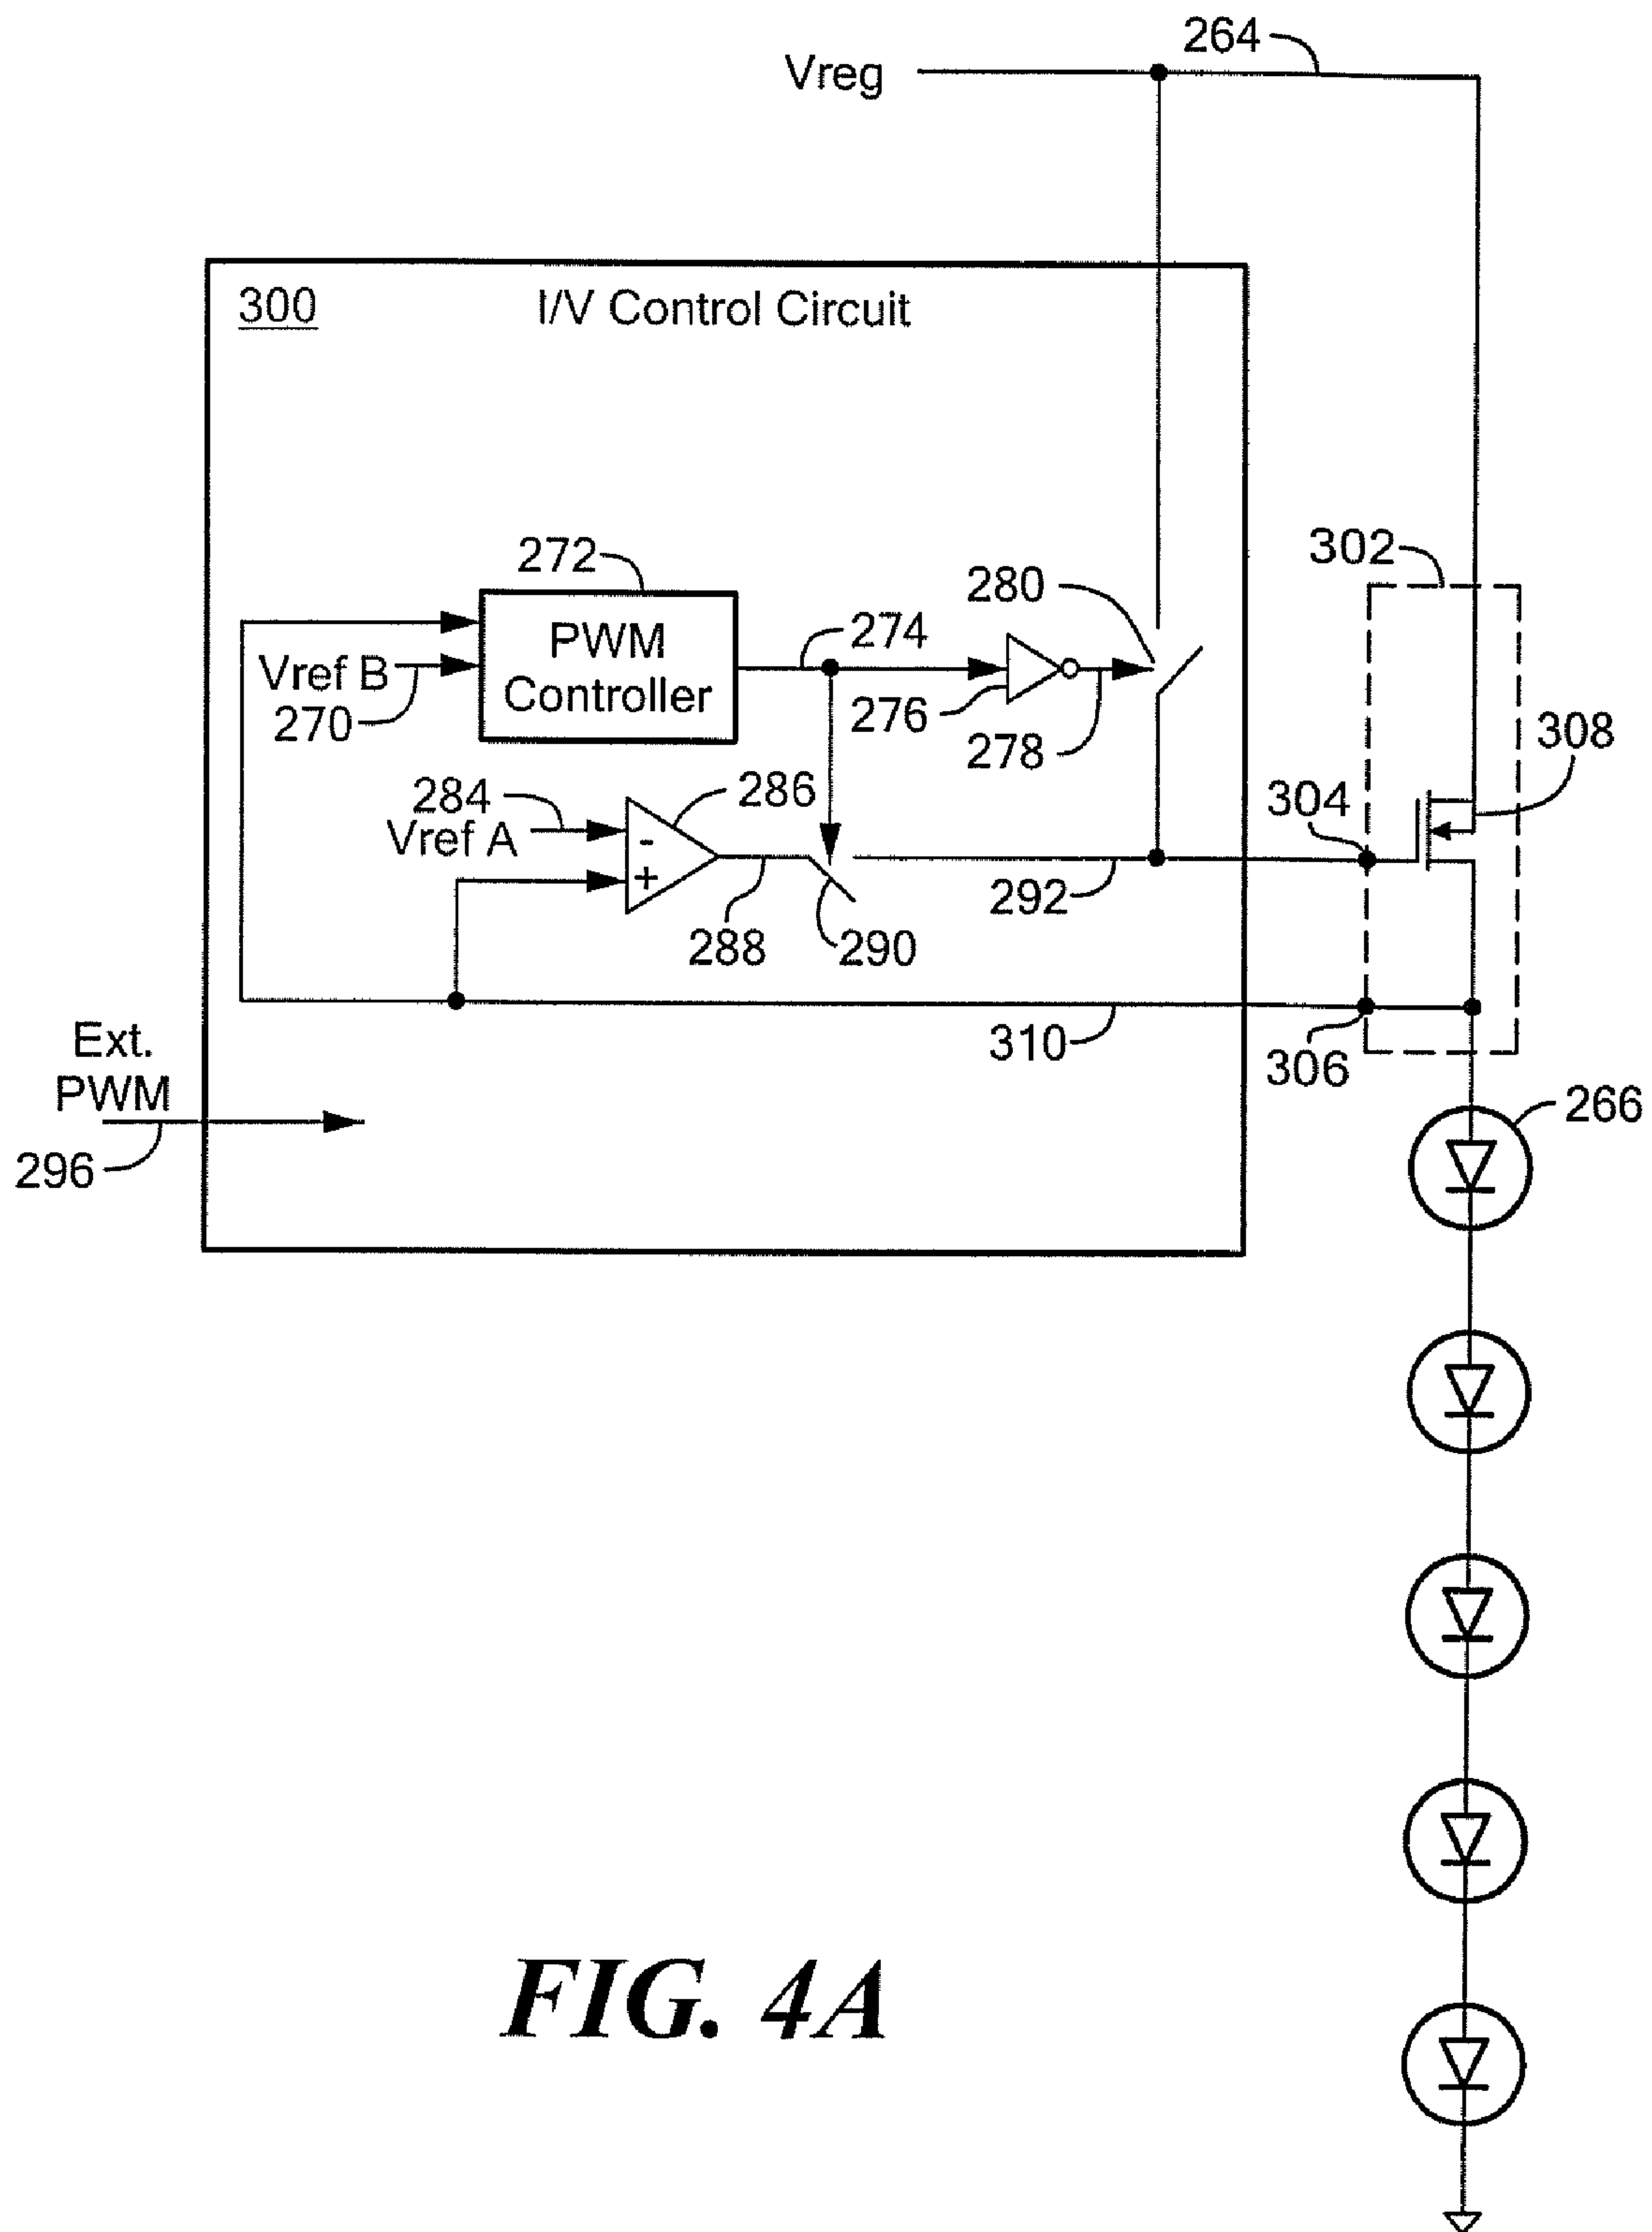 264
Vreg
300
I/V Control Circuit
272
302
280
PWM
Controller
274
Vref B
270
276
278
308
284
Vref A
286
304
-
+
292
288
290
310
306
Ext.
PWM
296
266
FIG. 4A